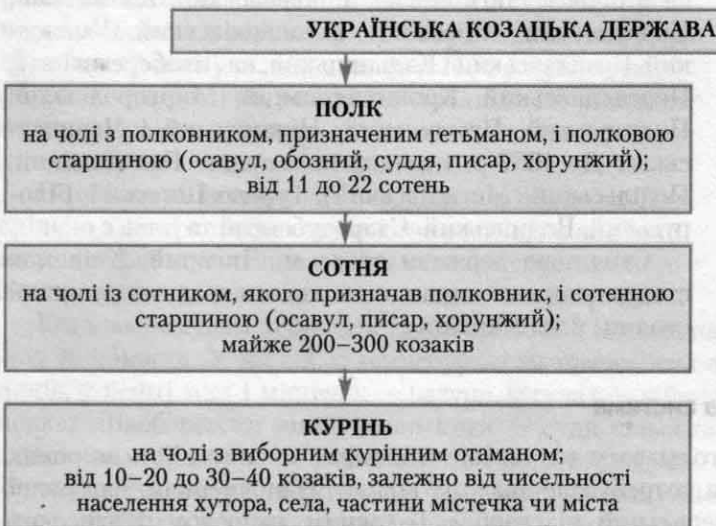 УКРАЇНСЬКА КОЗАЦЬКА ДЕРЖАВА
ПОЛК
на чолі з полковником, призначеним гетьманом, і полковою
старшиною (осавул, обозний, суддя, писар, хорунжий);
від 11 до 22 сотень
СОТНЯ
на чолі із сотником, якого призначав полковник, і сотенною
старшиною (осавул, писар, хорунжий);
майже 200–300 козаків
КУРІНЬ
на чолі з виборним курінним отаманом;
від 10–20 до 30–40 козаків, залежно від чисельності
населення хутора, села, частини містечка чи міста